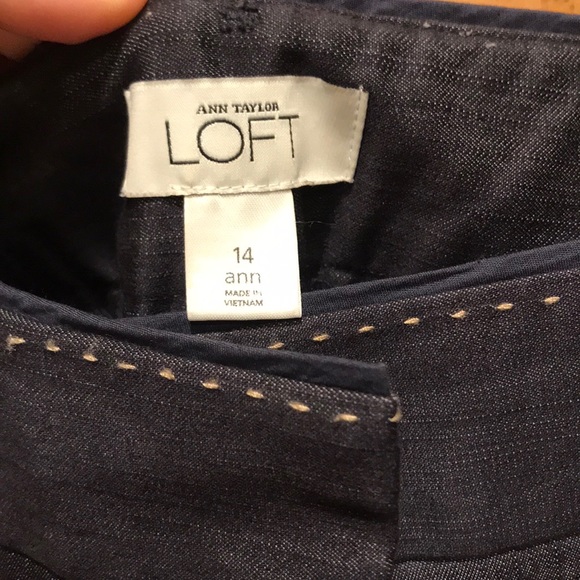 ANN TAYLOR
LOFT
14
ann
MADE IN
VIETNAM